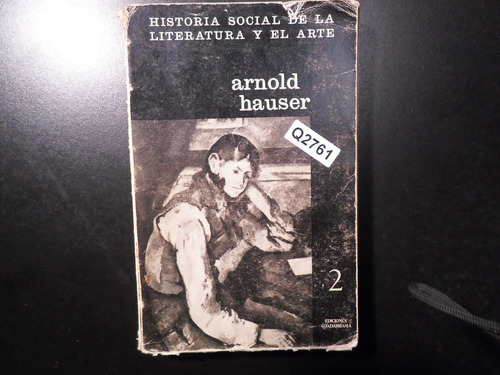 HISTORIA SOCIAL DE LA
LITERATURA Y EL ARTE
arnold
hauser
Q2761
2
EDICIONES
GUADARRAMA